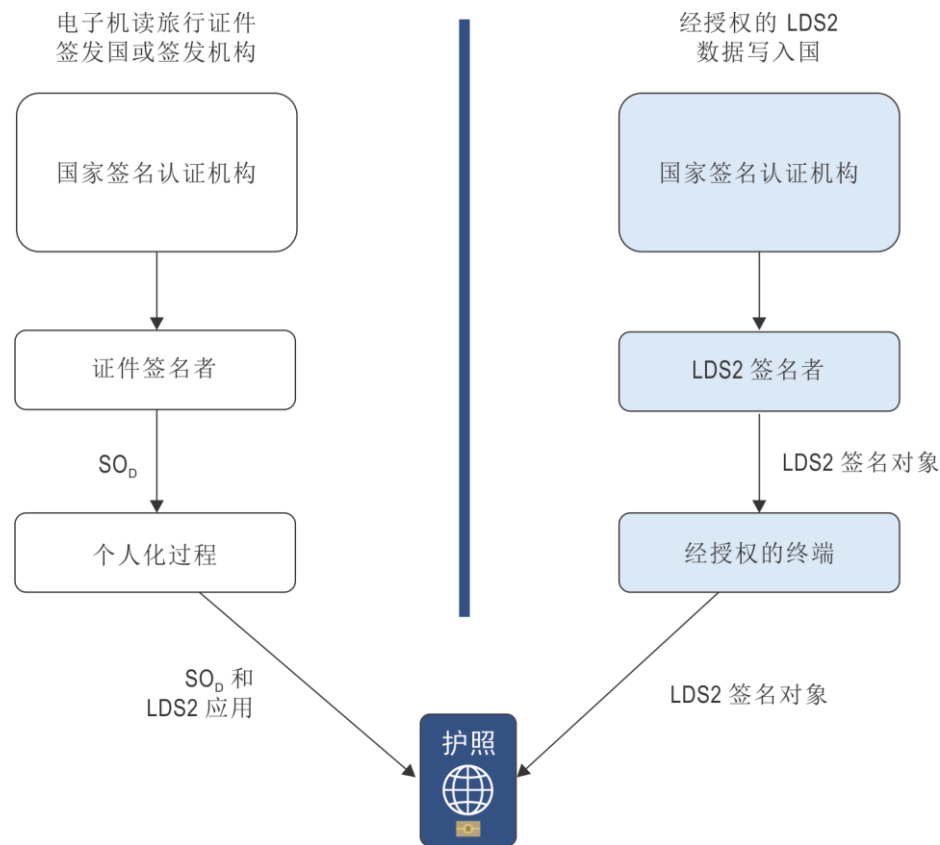 电子机读旅行证件
签发国或签发机构
国家签名认证机构
证件签名者
SO_D
个人化过程
SO_D 和
LDS2 应用
经授权的 LDS2
数据写入国
国家签名认证机构
LDS2 签名者
LDS2 签名对象
经授权的终端
LDS2 签名对象
护照